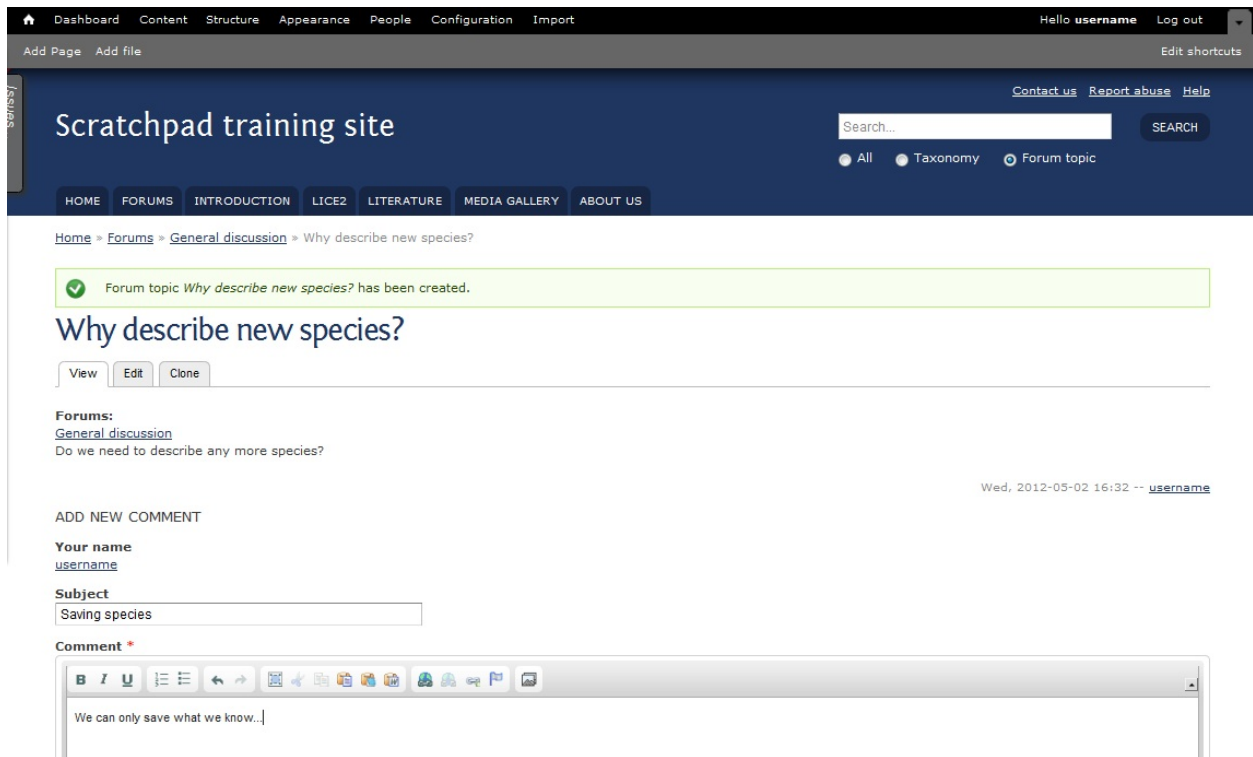 Dashboard Content Structure Appearance People Configuration Import Hello username Log out
Add Page Add file Edit shortcuts
Issues
Contact us Report abuse Help
Scratchpad training site
Search... SEARCH
All Taxonomy Forum topic
HOME FORUMS INTRODUCTION LICE2 LITERATURE MEDIA GALLERY ABOUT US
Home » Forums » General discussion » Why describe new species?
Forum topic Why describe new species? has been created.
Why describe new species?
View Edit Clone
Forums:
General discussion
Do we need to describe any more species?
Wed, 2012-05-02 16:32 -- username
ADD NEW COMMENT
Your name
username
Subject
Saving species
Comment *
B I U
We can only save what we know...